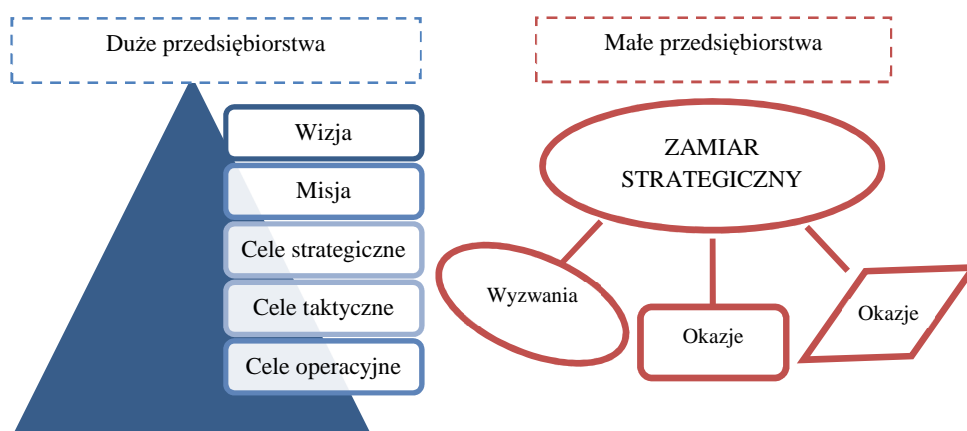 Duże przedsiębiorstwa
Wizja
Misja
Cele strategiczne
Cele taktyczne
Cele operacyjne
Małe przedsiębiorstwa
ZAMIAR
STRATEGICZNY
Wyzwania
Okazje
Okazje